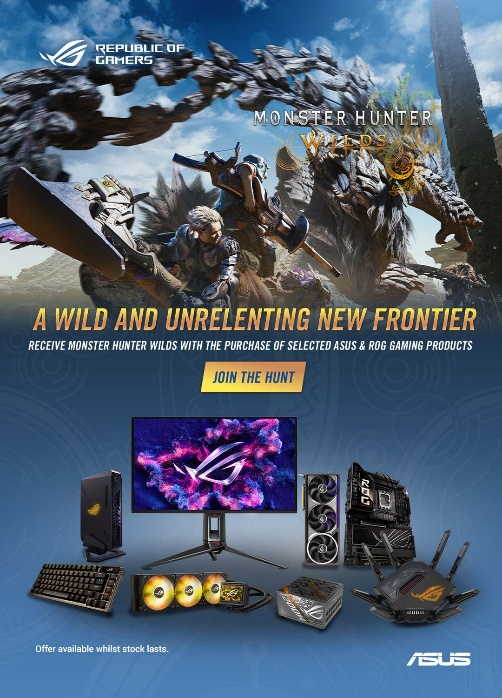 REPUBLIC OF
GAMERS
MONSTER HUNTER
WILDS
A WILD AND UNRELENTING NEW FRONTIER
RECEIVE MONSTER HUNTER WILDS WITH THE PURCHASE OF SELECTED ASUS & ROG GAMING PRODUCTS
JOIN THE HUNT
Offer available whilst stock lasts.
ASUS